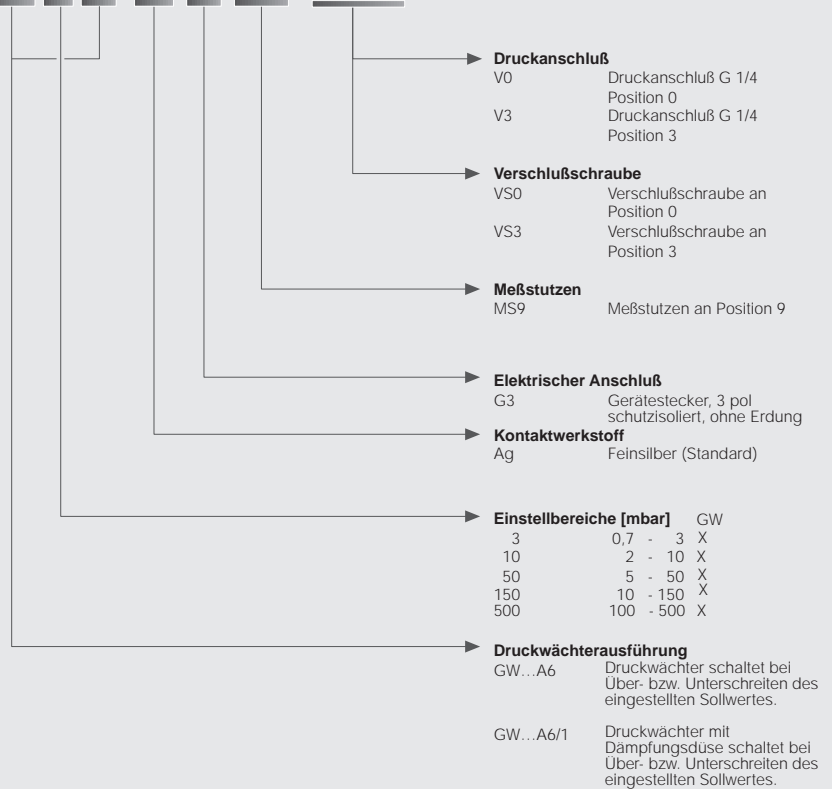 Druckanschluß
V0 Druckanschluß G 1/4
Position 0
V3 Druckanschluß G 1/4
Position 3
Verschlußschraube
VS0 Verschlußschraube an
Position 0
VS3 Verschlußschraube an
Position 3
Meßstutzen
MS9 Meßstutzen an Position 9
Elektrischer Anschluß
G3 Gerätestecker, 3 pol
schutzisoliert, ohne Erdung
Kontaktwerkstoff
Ag Feinsilber (Standard)
Einstellbereiche [mbar] GW
3 0,7 - 3 X
10 2 - 10 X
50 5 - 50 X
150 10 - 150 X
500 100 - 500 X
Druckwächterausführung
GW…A6 Druckwächter schaltet bei
Über- bzw. Unterschreiten des
eingestellten Sollwertes.
GW…A6/1 Druckwächter mit
Dämpfungsdüse schaltet bei
Über- bzw. Unterschreiten des
eingestellten Sollwertes.